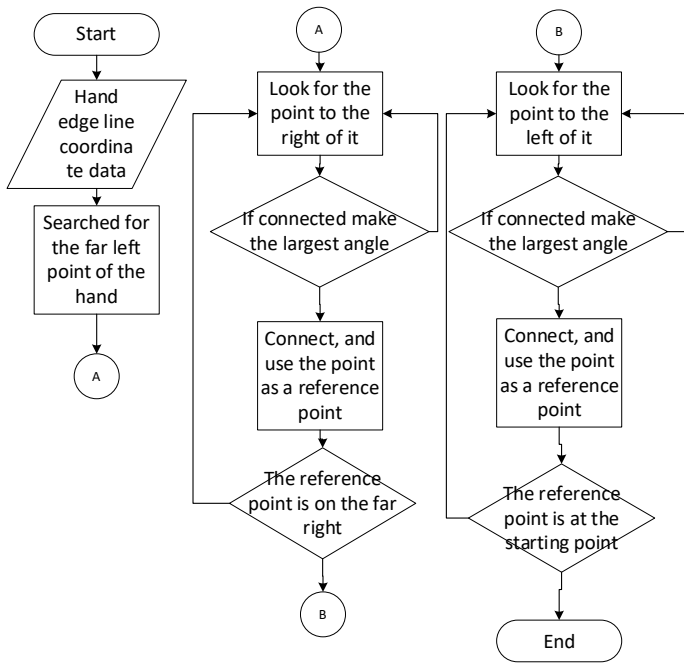 Start
Hand
edge line
coordina
te data
Searched for
the far left
point of the
hand
A
A
Look for the
point to the
right of it
If connected make
the largest angle
Connect, and
use the point
as a reference
point
The reference
point is on the far
right
B
B
Look for the
point to the
left of it
If connected make
the largest angle
Connect, and
use the point
as a reference
point
The reference
point is at the
starting point
End